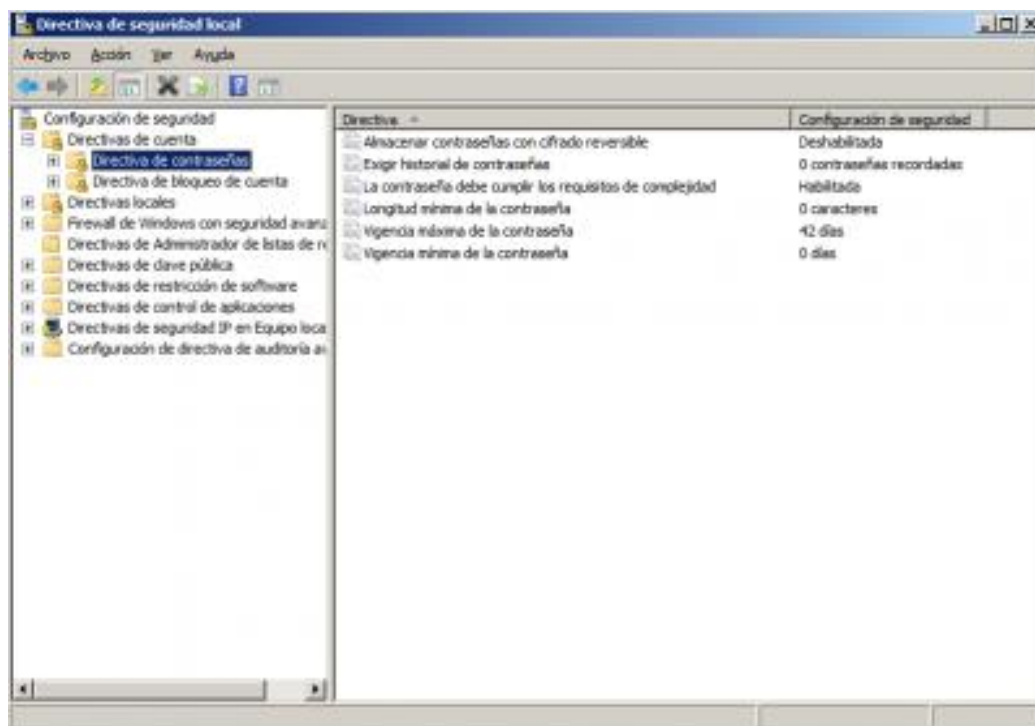 Directiva de seguridad local
Archivo Acción Ver Ayuda
Configuración de seguridad
Directivas de cuenta
Directiva de contraseñas
Directiva de bloqueo de cuenta
Directivas locales
Firewall de Windows con seguridad avanz
Directivas de Administrador de listas de re
Directivas de clave pública
Directivas de restricción de software
Directivas de control de aplicaciones
Directivas de seguridad IP en Equipo loca
Configuración de directiva de auditoría av
Directiva Configuración de seguridad
Almacenar contraseñas con cifrado reversible Deshabilitada
Exigir historial de contraseñas 0 contraseñas recordadas
La contraseña debe cumplir los requisitos de complejidad Habilitada
Longitud mínima de la contraseña 0 caracteres
Vigencia máxima de la contraseña 42 días
Vigencia mínima de la contraseña 0 días